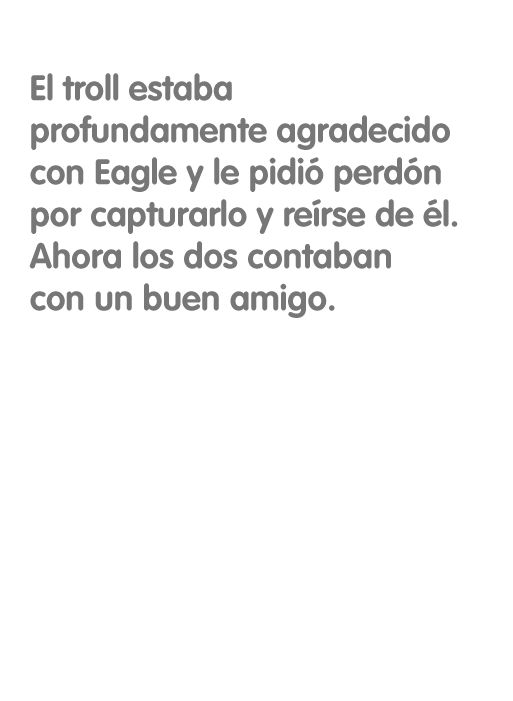 El troll estaba
profundamente agradecido
con Eagle y le pidió perdón
por capturarlo y reírse de él.
Ahora los dos contaban
con un buen amigo.